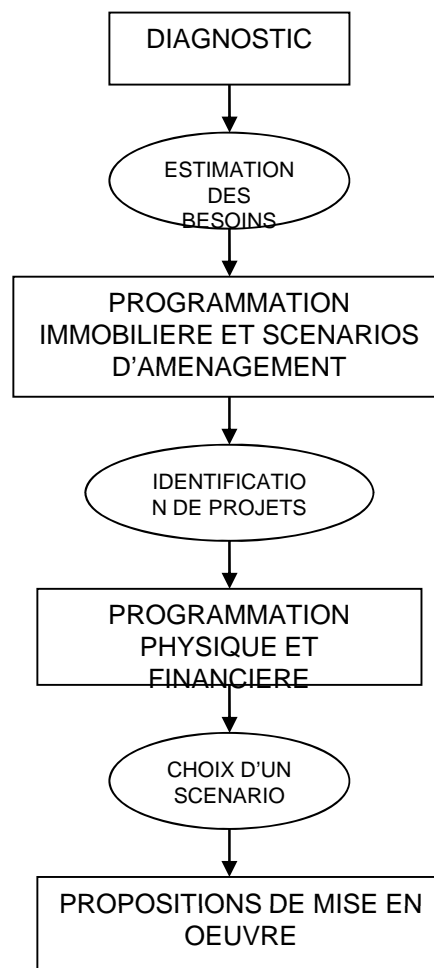 DIAGNOSTIC
ESTIMATION
DES
BESOINS
PROGRAMMATION
IMMOBILIERE ET SCENARIOS
D'AMENAGEMENT
IDENTIFICATIO
N DE PROJETS
PROGRAMMATION
PHYSIQUE ET
FINANCIERE
CHOIX D'UN
SCENARIO
PROPOSITIONS DE MISE EN
OEUVRE